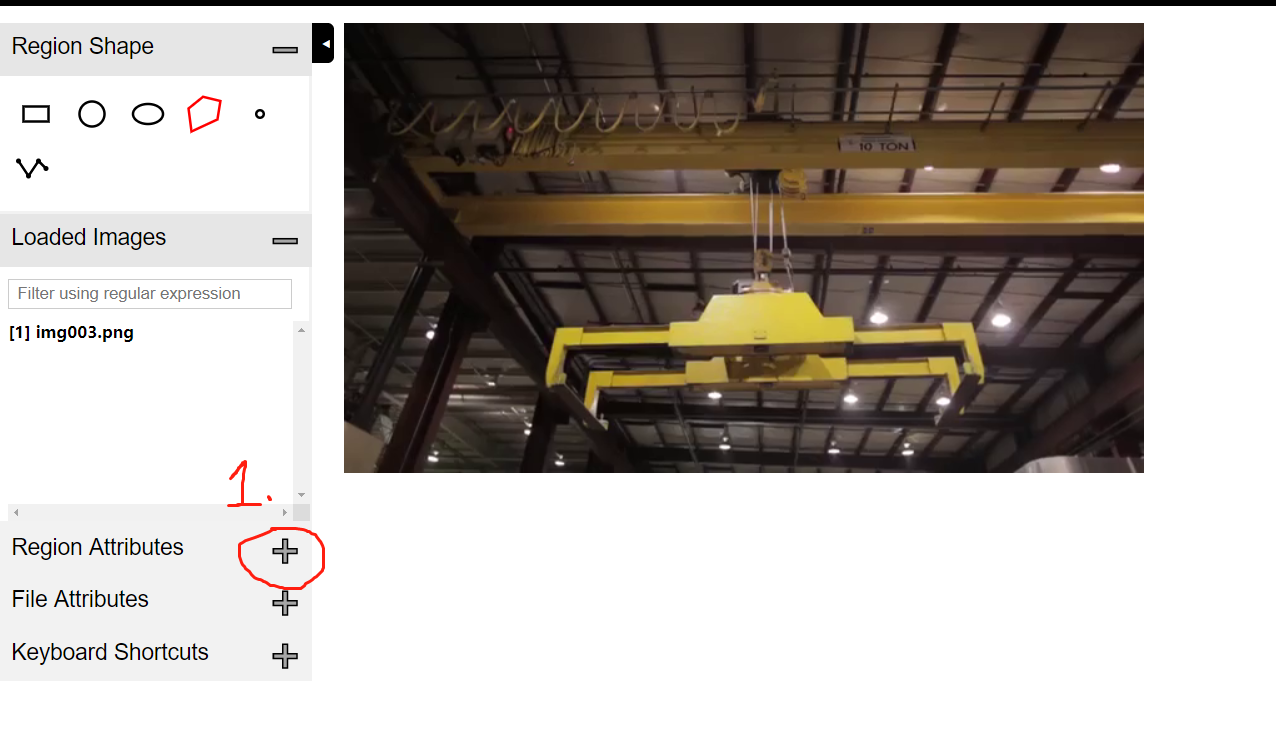 Region Shape
Loaded Images
Filter using regular expression
[1] img003.png
1.
Region Attributes
File Attributes
Keyboard Shortcuts
10 TON